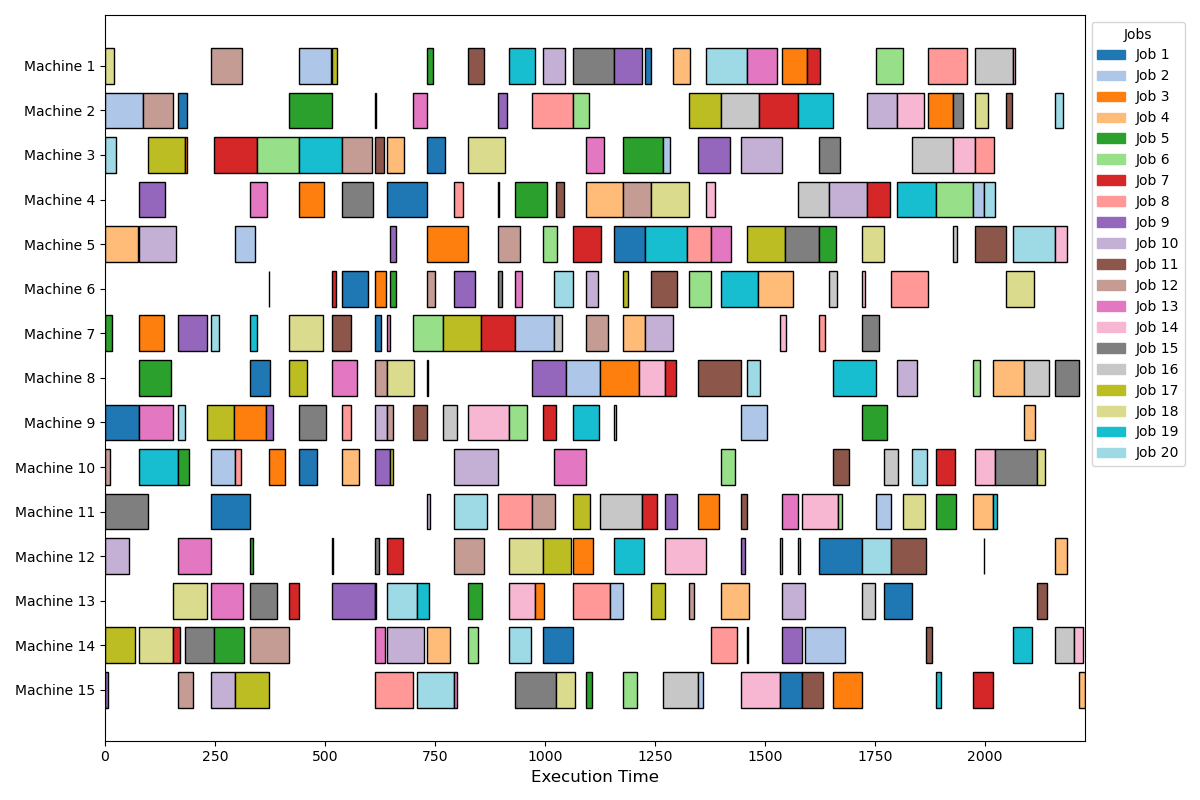 Machine 1
Machine 2
Machine 3
Machine 4
Machine 5
Machine 6
Machine 7
Machine 8
Machine 9
Machine 10
Machine 11
Machine 12
Machine 13
Machine 14
Machine 15
0 250 500 750 1000 1250 1500 1750 2000
Execution Time
Jobs
Job 1
Job 2
Job 3
Job 4
Job 5
Job 6
Job 7
Job 8
Job 9
Job 10
Job 11
Job 12
Job 13
Job 14
Job 15
Job 16
Job 17
Job 18
Job 19
Job 20